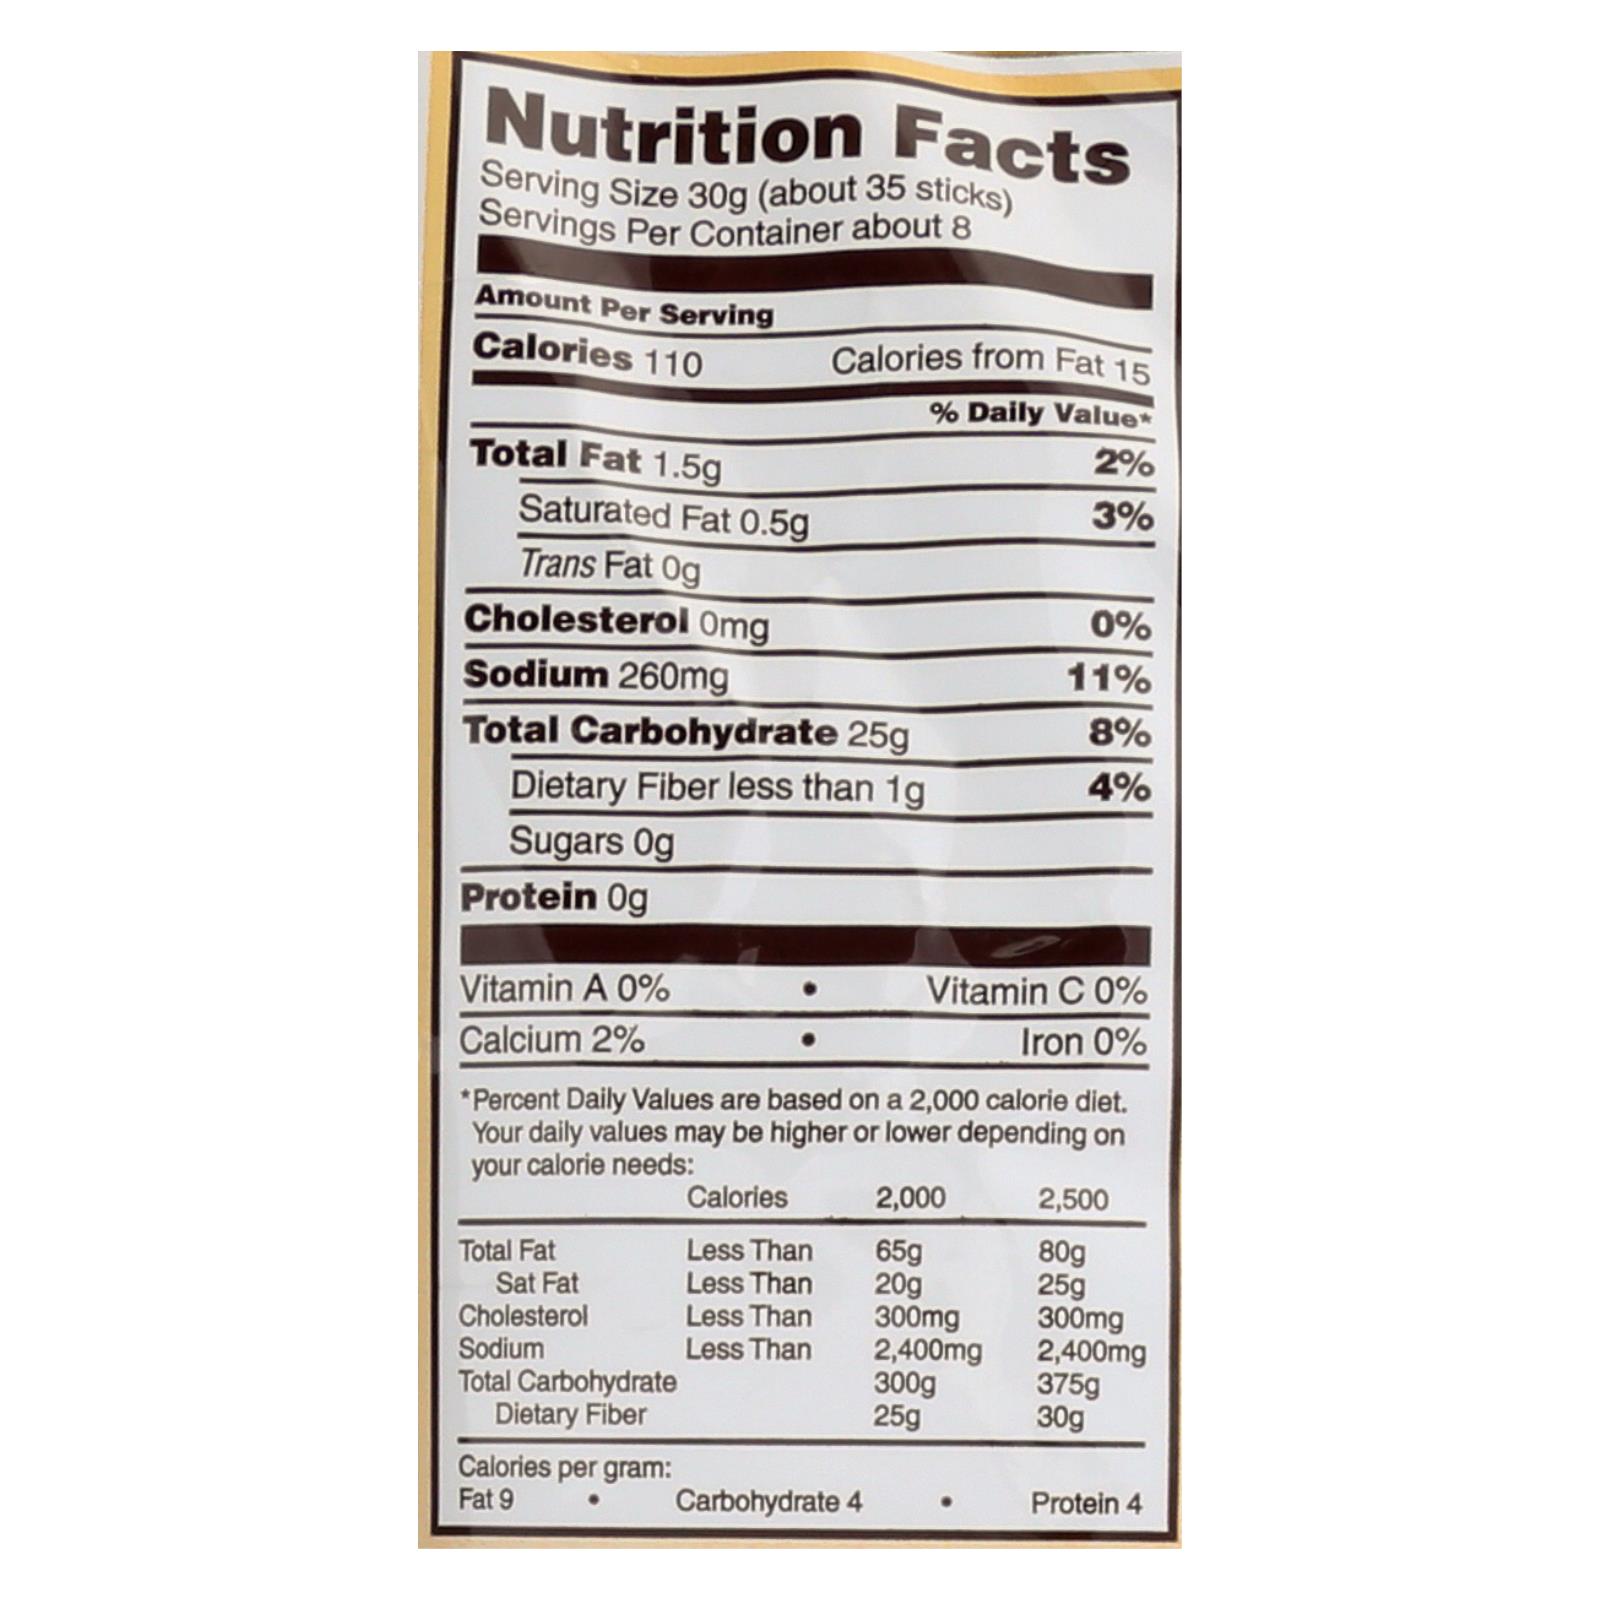 Nutrition Facts
Serving Size 30g (about 35 sticks)
Servings Per Container about 8
Amount Per Serving
Calories 110 Calories from Fat 15
% Daily Value*
Total Fat 1.5g 2%
Saturated Fat 0.5g 3%
Trans Fat 0g
Cholesterol 0mg 0%
Sodium 260mg 11%
Total Carbohydrate 25g 8%
Dietary Fiber less than 1g 4%
Sugars 0g
Protein 0g
Vitamin A 0% • Vitamin C 0%
Calcium 2% • Iron 0%
*Percent Daily Values are based on a 2,000 calorie diet.
Your daily values may be higher or lower depending on
your calorie needs:
Calories 2,000 2,500
Total Fat Less Than 65g 80g
Sat Fat Less Than 20g 25g
Cholesterol Less Than 300mg 300mg
Sodium Less Than 2,400mg 2,400mg
Total Carbohydrate 300g 375g
Dietary Fiber 25g 30g
Calories per gram:
Fat 9 • Carbohydrate 4 • Protein 4